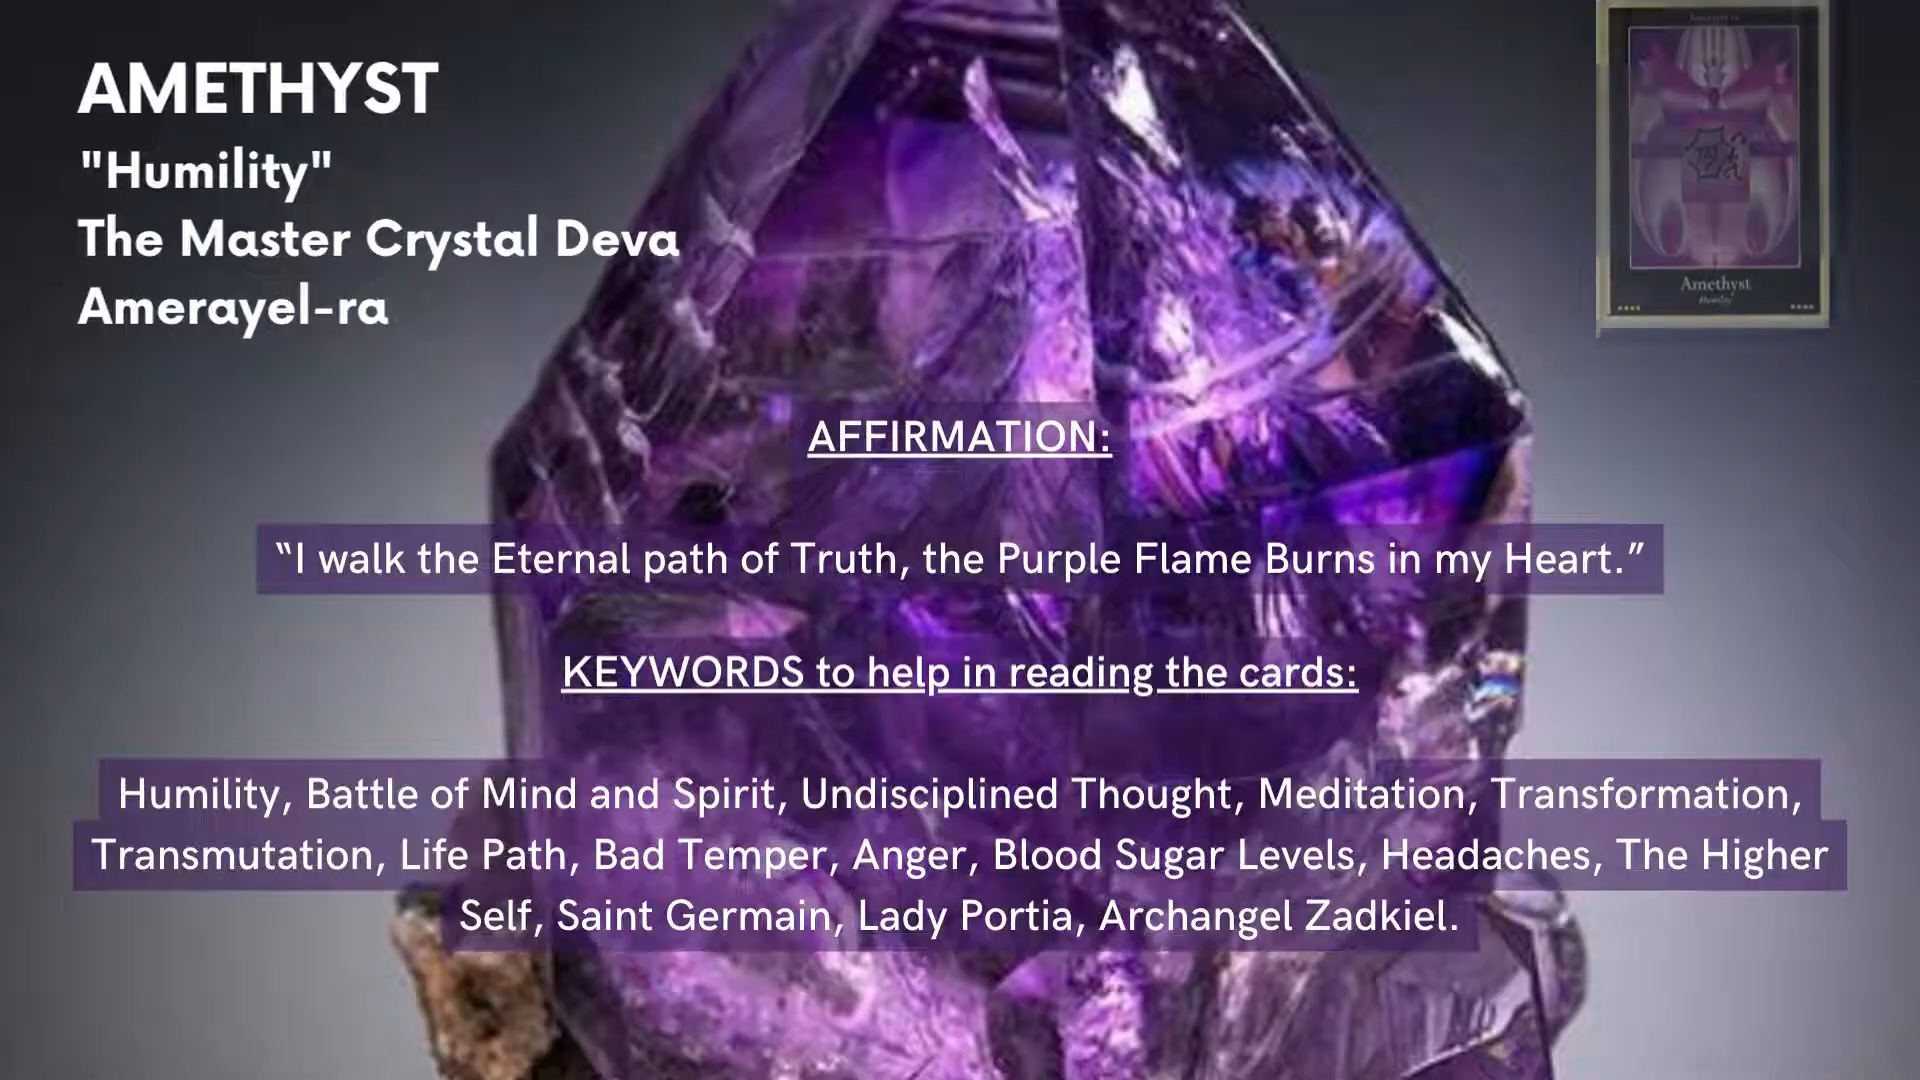 AMETHYST
"Humility"
The Master Crystal Deva
Amerayel-ra
Amethyst
Humility
AFFIRMATION:
“I walk the Eternal path of Truth, the Purple Flame Burns in my Heart.”
KEYWORDS to help in reading the cards:
Humility, Battle of Mind and Spirit, Undisciplined Thought, Meditation, Transformation,
Transmutation, Life Path, Bad Temper, Anger, Blood Sugar Levels, Headaches, The Higher
Self, Saint Germain, Lady Portia, Archangel Zadkiel.